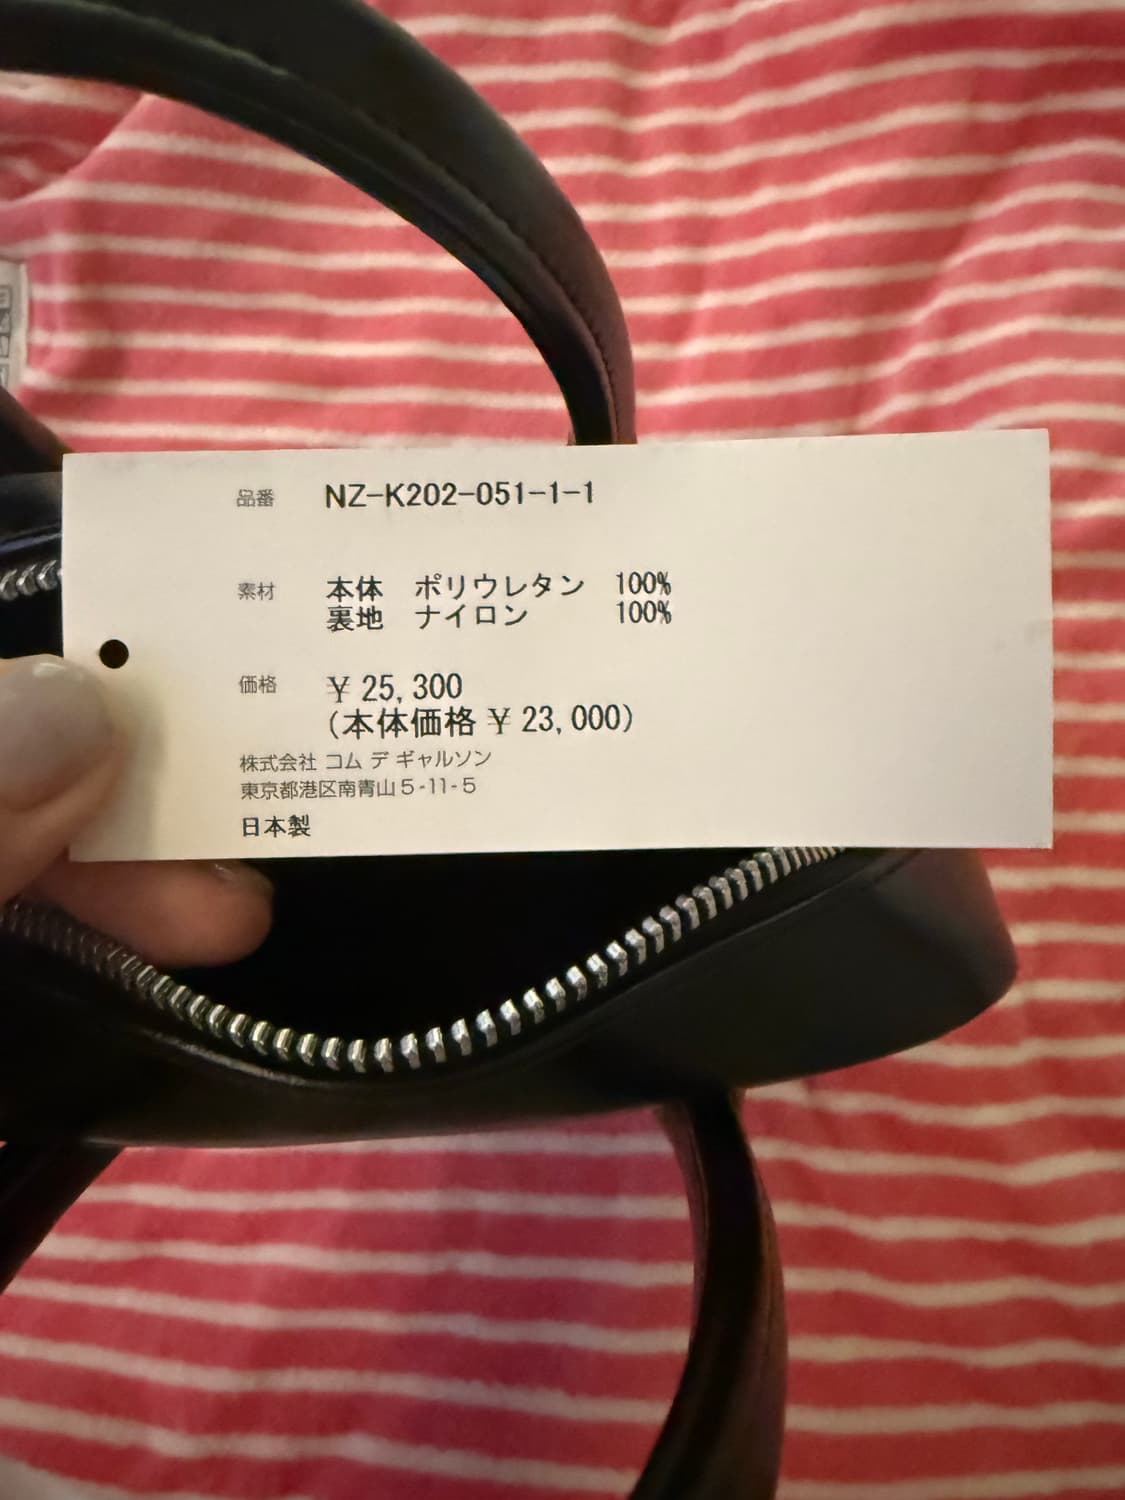 品番 NZ-K202-051-1-1
素材 本体 ポリウレタン 100%
裏地 ナイロン 100%
価格 ¥ 25,300
(本体価格 ¥ 23,000)
株式会社 コム デ ギャルソン
東京都港区南青山5-11-5
日本製